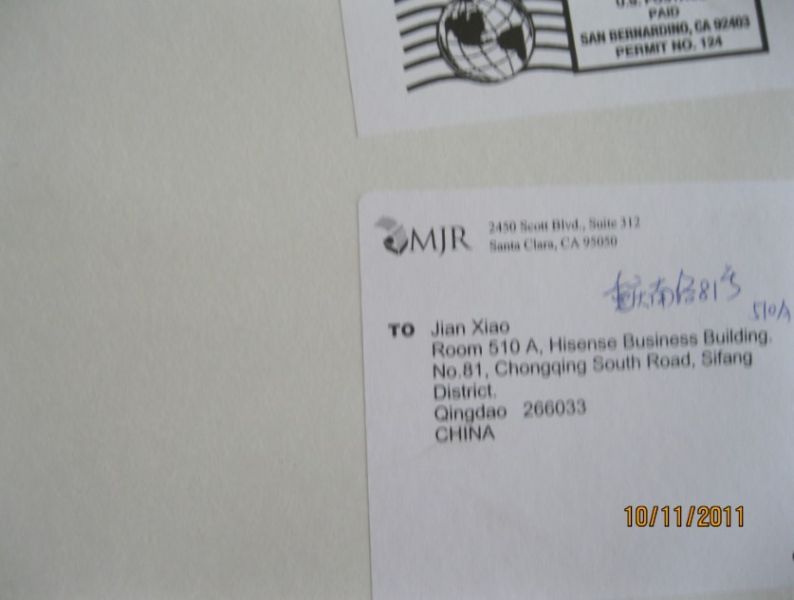 U.S. POSTAGE
PAID
SAN BERNARDINO, CA 92403
PERMIT NO. 124
MJR
2450 Scott Blvd., Suite 312
Santa Clara, CA 95050
重庆南路81号
510A
TO Jian Xiao
Room 510 A, Hisense Business Building.
No.81, Chongqing South Road, Sifang
District.
Qingdao 266033
CHINA
10/11/2011